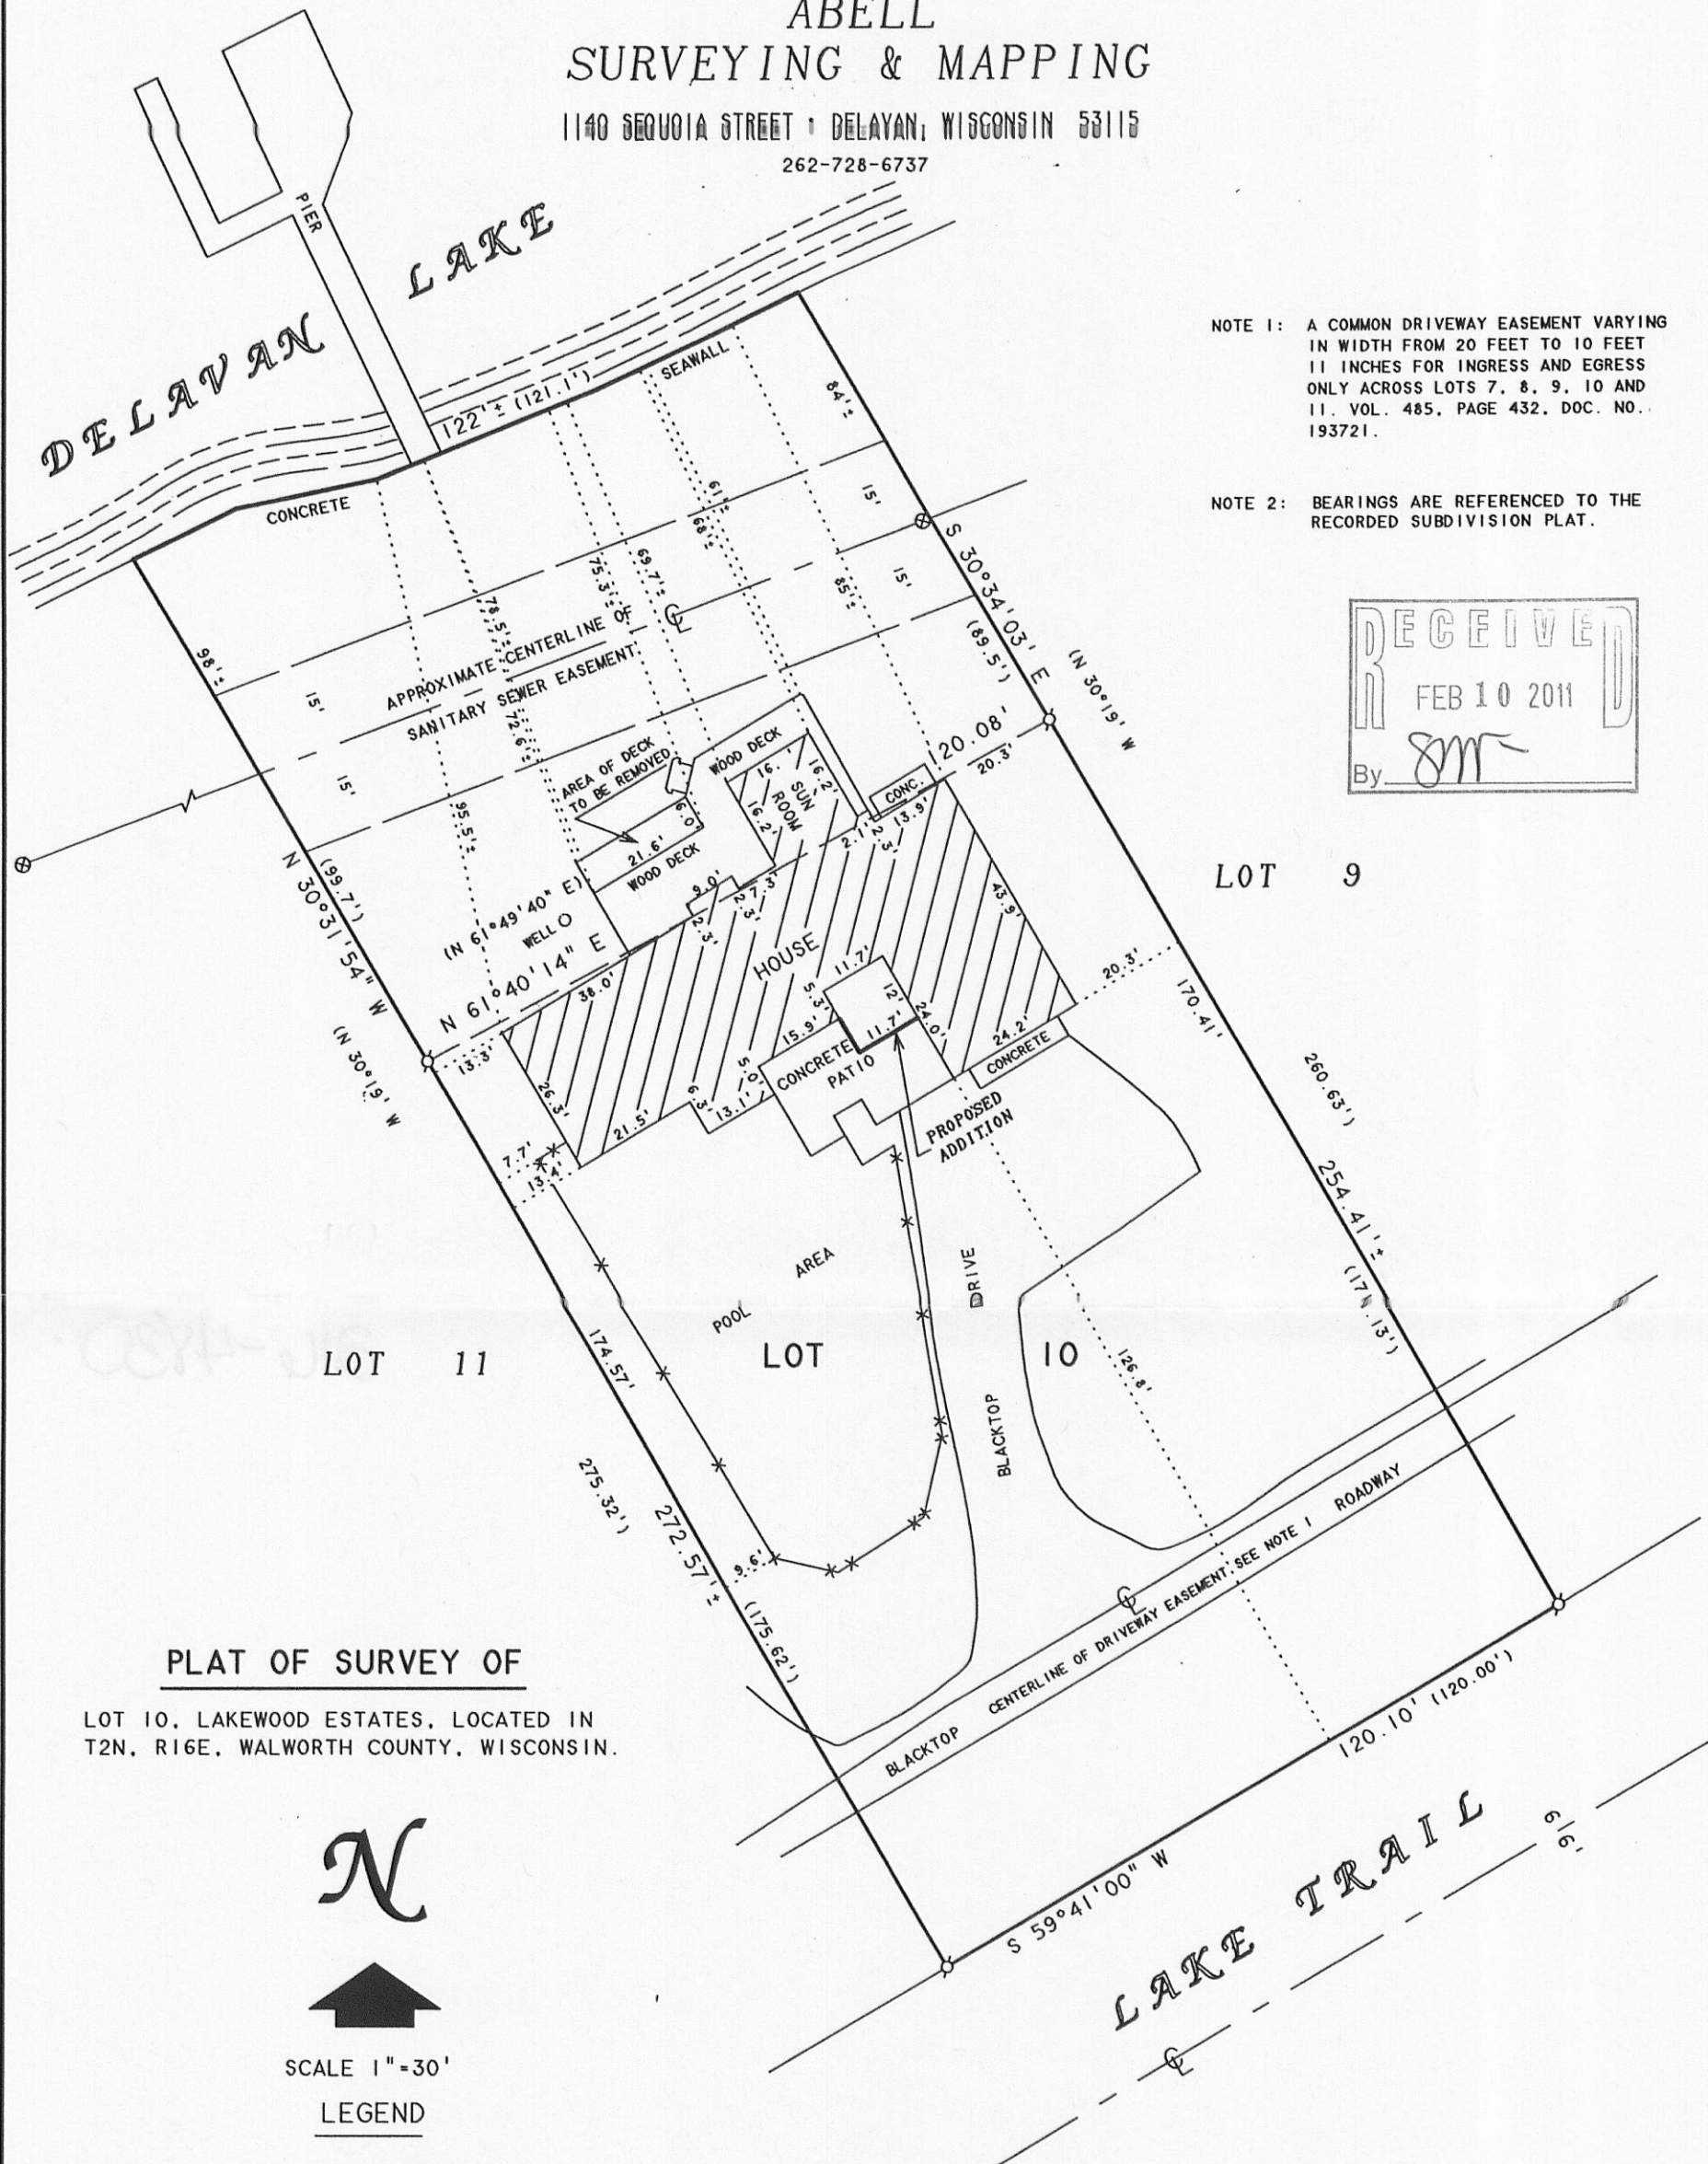 ABELL
SURVEYING & MAPPING
1140 SEQUOIA STREET · DELAVAN, WISCONSIN 53115
262-728-6737
PIER
DELAVAN LAKE
122'± (121.1')
SEAWALL
CONCRETE
NOTE 1: A COMMON DRIVEWAY EASEMENT VARYING
IN WIDTH FROM 20 FEET TO 10 FEET
11 INCHES FOR INGRESS AND EGRESS
ONLY ACROSS LOTS 7, 8, 9, 10 AND
11. VOL. 485, PAGE 432, DOC. NO.
193721.
NOTE 2: BEARINGS ARE REFERENCED TO THE
RECORDED SUBDIVISION PLAT.
RECEIVED
FEB 10 2011
By
84'±
15'
15'
S 30°34'03" E
(89.5')
(N 30°19' W
98'±
15'
15'
61'±
68'±
69.7'±
75.3'±
85'±
78.5'±
72.6'±
95.5'±
APPROXIMATE CENTERLINE OF
SANITARY SEWER EASEMENT
℄
AREA OF DECK
TO BE REMOVED
WOOD DECK
16.'
16.2'
SUN
ROOM
16.2'
6.0'
21.6'
WOOD DECK
9.0'
27.3'
2.3'
2.3'
2.1'
2.3'
13.9'
CONC.
120.08'
20.3'
N 30°31'54" W
(99.7')
(N 30°19' W
(N 61°49'40" E)
WELL
N 61°40'14" E
13.3'
38.0'
HOUSE
43.9'
20.3'
11.7'
5.3'
12'
11.7'
24.0'
24.2'
CONCRETE
15.9'
CONCRETE
PATIO
5.0'
6.3'
13.1'
21.5'
26.3'
7.7'
13.4'
PROPOSED
ADDITION
170.41'
260.63')
254.41'±
(171.13')
LOT 9
POOL AREA
BLACKTOP DRIVE
LOT 10
126.8'
LOT 11
174.57'
275.32')
272.57'±
(175.62')
9.6'
BLACKTOP
CENTERLINE OF DRIVEWAY EASEMENT, SEE NOTE 1
ROADWAY
℄
120.10' (120.00')
S 59°41'00" W
LAKE TRAIL
66'
℄
PLAT OF SURVEY OF
LOT 10, LAKEWOOD ESTATES, LOCATED IN
T2N, R16E, WALWORTH COUNTY, WISCONSIN.
N
SCALE 1"=30'
LEGEND